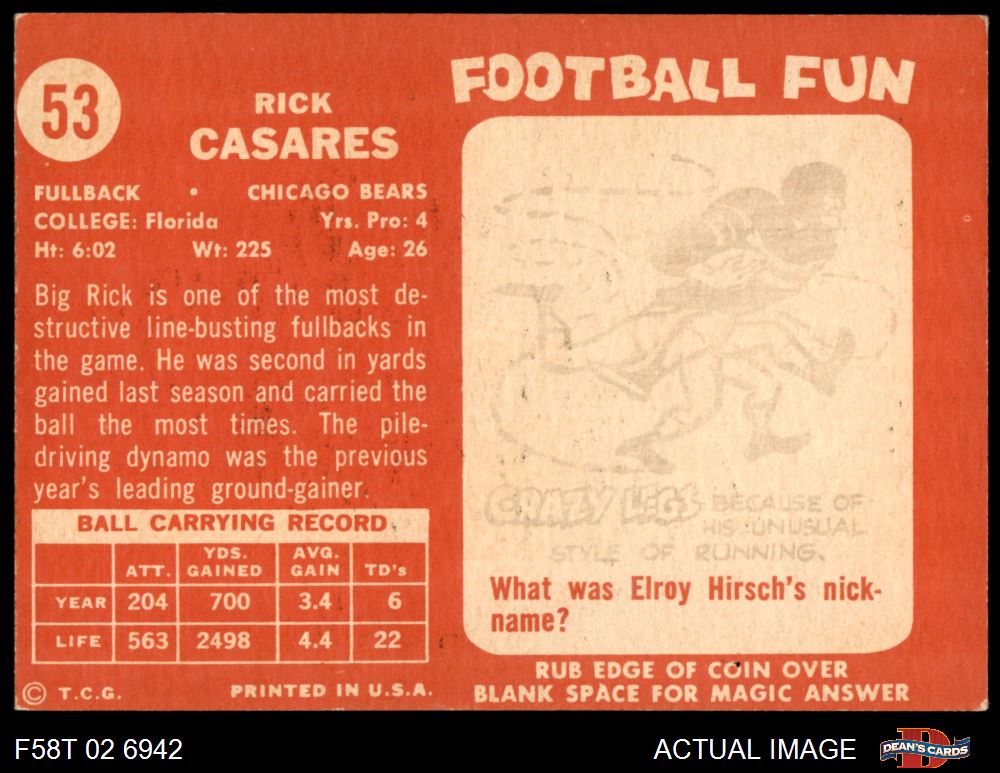 53
RICK
CASARES
FULLBACK • CHICAGO BEARS
COLLEGE: Florida Yrs. Pro: 4
Ht: 6:02 Wt: 225 Age: 26
Big Rick is one of the most de-
structive line-busting fullbacks in
the game. He was second in yards
gained last season and carried the
ball the most times. The pile-
driving dynamo was the previous
year's leading ground-gainer.
BALL CARRYING RECORD
ATT. YDS. GAINED AVG. GAIN TD's
YEAR 204 700 3.4 6
LIFE 563 2498 4.4 22
© T.C.G. PRINTED IN U.S.A.
FOOTBALL FUN
CRAZY LEGS BECAUSE OF
HIS UNUSUAL
STYLE OF RUNNING.
What was Elroy Hirsch's nick-
name?
RUB EDGE OF COIN OVER
BLANK SPACE FOR MAGIC ANSWER
F58T 02 6942 ACTUAL IMAGE
DEAN'S CARDS